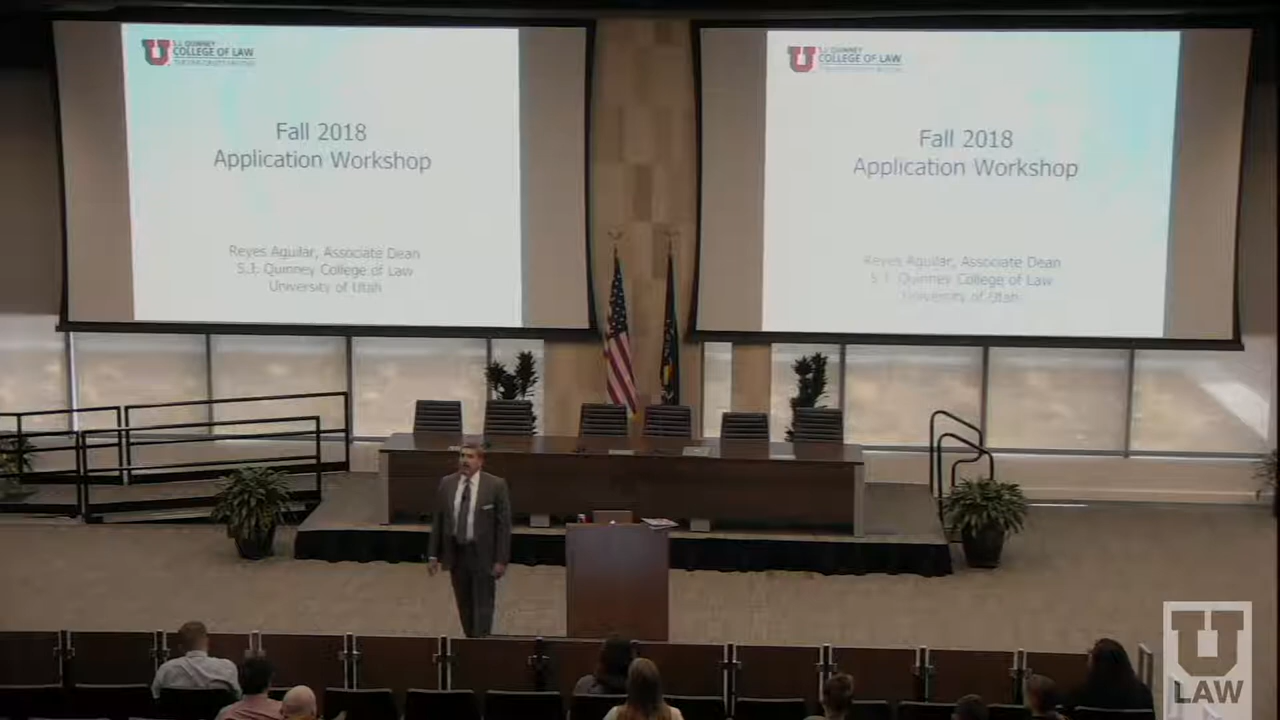 S.J. QUINNEY
COLLEGE OF LAW
Fall 2018
Application Workshop
Reyes Aguilar, Associate Dean
S.J. Quinney College of Law
University of Utah
S.J. QUINNEY
COLLEGE OF LAW
Fall 2018
Application Workshop
Reyes Aguilar, Associate Dean
S.J. Quinney College of Law
University of Utah
U
LAW